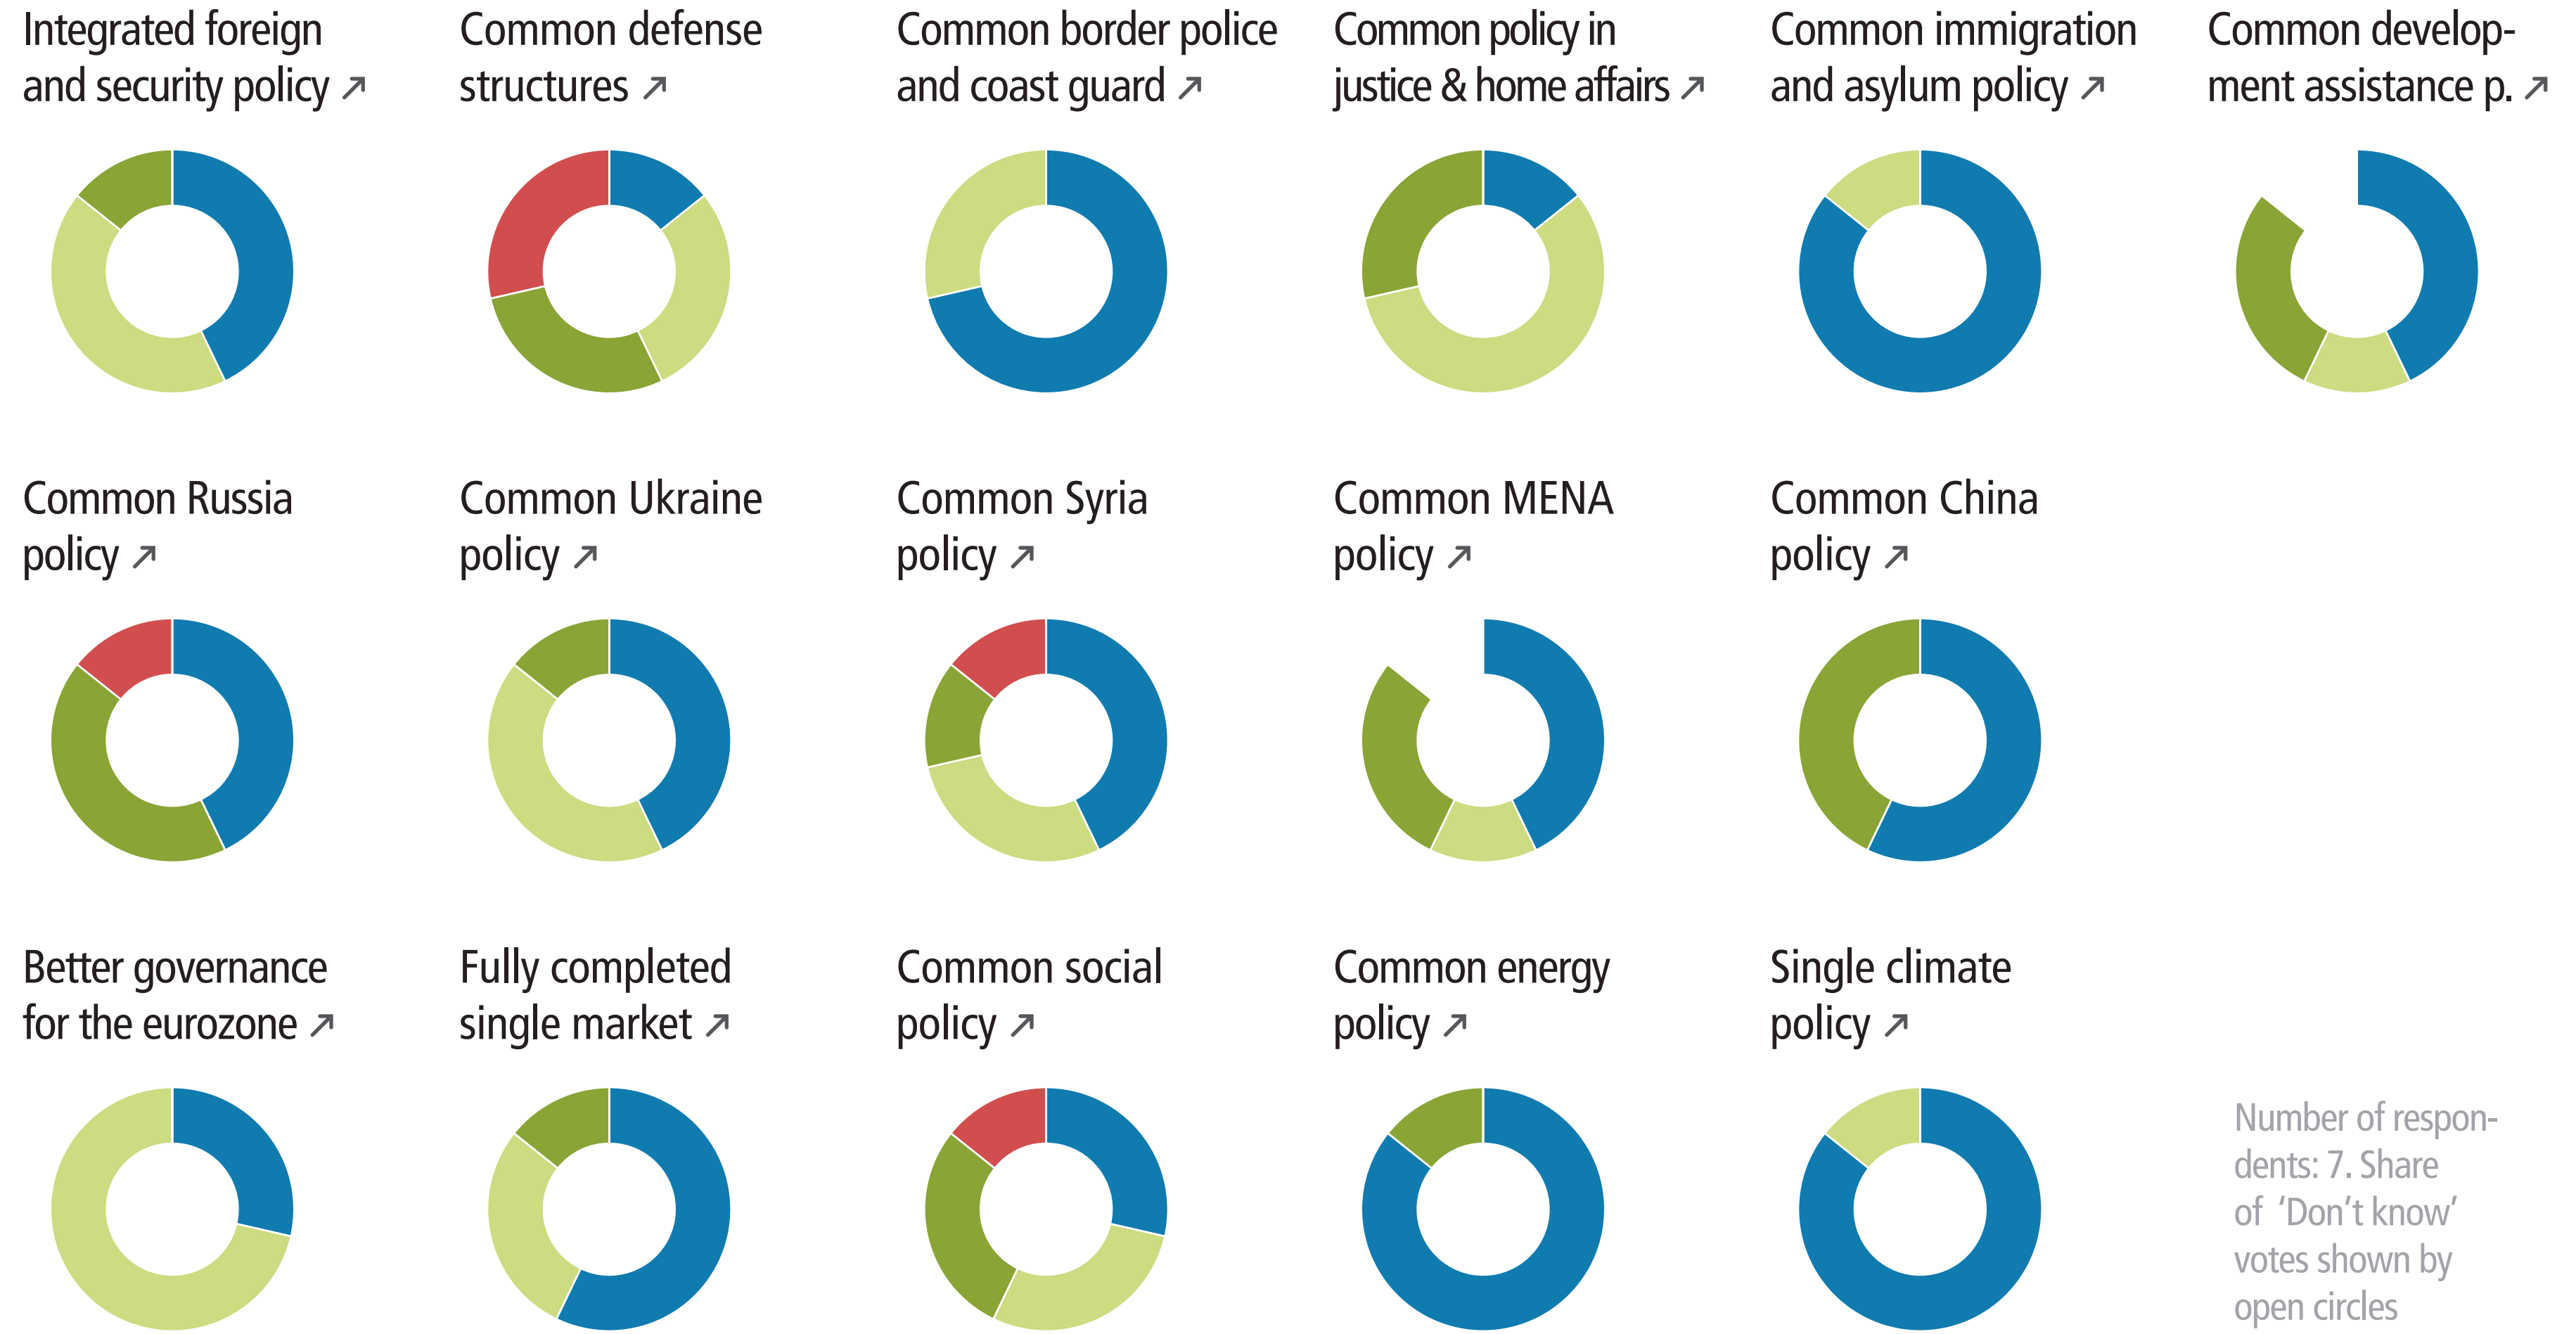 Integrated foreign
and security policy ↗
Common defense
structures ↗
Common border police
and coast guard ↗
Common policy in
justice & home affairs ↗
Common immigration
and asylum policy ↗
Common develop-
ment assistance p. ↗
Common Russia
policy ↗
Common Ukraine
policy ↗
Common Syria
policy ↗
Common MENA
policy ↗
Common China
policy ↗
Better governance
for the eurozone ↗
Fully completed
single market ↗
Common social
policy ↗
Common energy
policy ↗
Single climate
policy ↗
Number of respon-
dents: 7. Share
of ‘Don’t know’
votes shown by
open circles